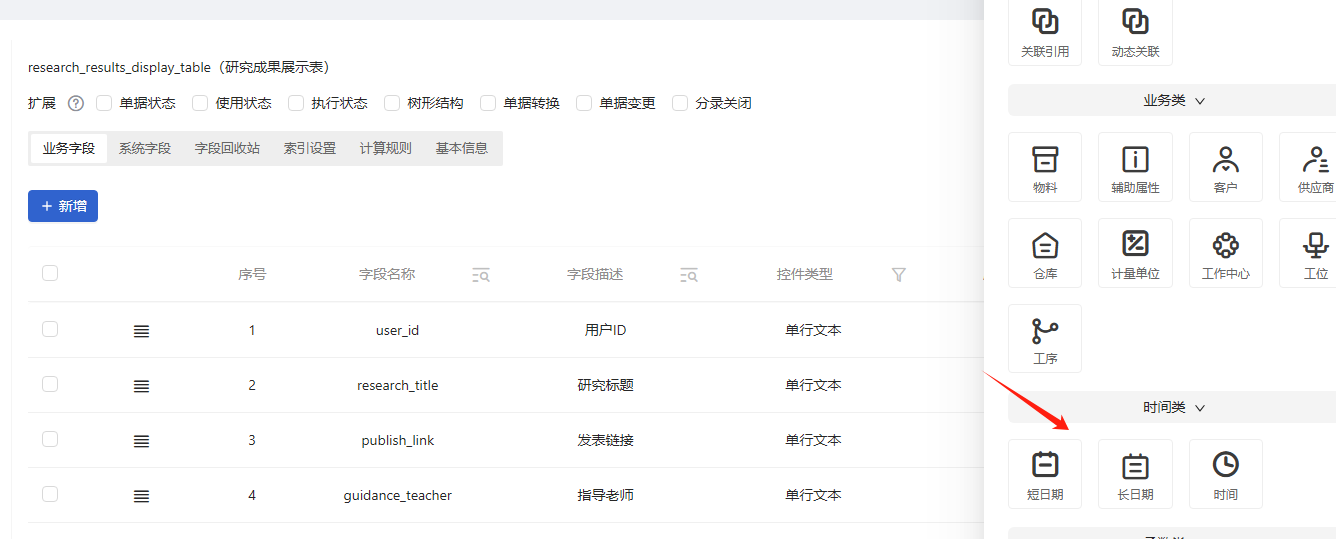 research_results_display_table（研究成果展示表）
扩展 ? 单据状态 使用状态 执行状态 树形结构 单据转换 单据变更 分录关闭
业务字段 系统字段 字段回收站 索引设置 计算规则 基本信息
+ 新增
序号 字段名称 字段描述 控件类型
1 user_id 用户ID 单行文本
2 research_title 研究标题 单行文本
3 publish_link 发表链接 单行文本
4 guidance_teacher 指导老师 单行文本
关联引用 动态关联
业务类
物料 辅助属性 客户 供应商
仓库 计量单位 工作中心 工位
工序
时间类
短日期 长日期 时间